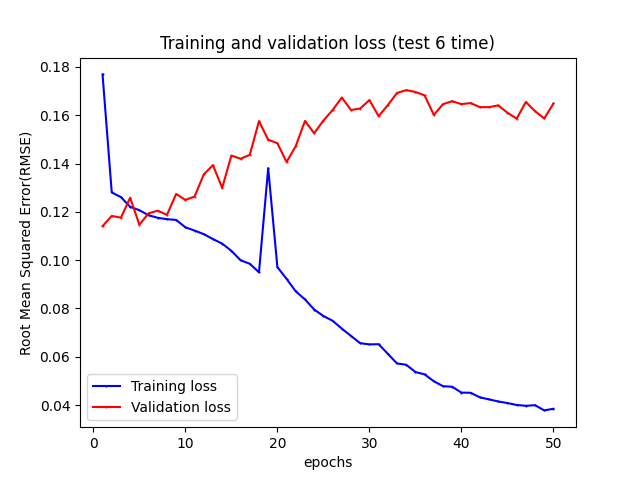 Training and validation loss (test 6 time)
Root Mean Squared Error(RMSE)
0.18
0.16
0.14
0.12
0.10
0.08
0.06
0.04
Training loss
Validation loss
0
10
20
30
40
50
epochs